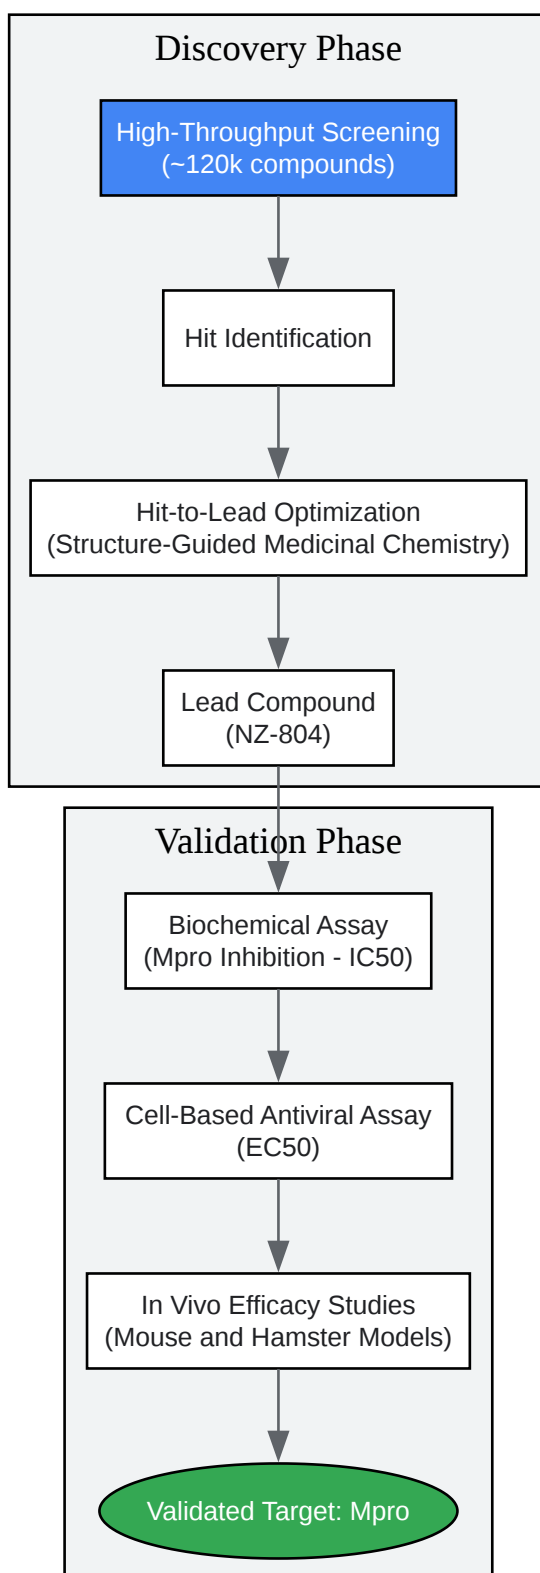 Discovery Phase
High-Throughput Screening
(~120k compounds)
Hit Identification
Hit-to-Lead Optimization
(Structure-Guided Medicinal Chemistry)
Lead Compound
(NZ-804)
Validation Phase
Biochemical Assay
(Mpro Inhibition - IC50)
Cell-Based Antiviral Assay
(EC50)
In Vivo Efficacy Studies
(Mouse and Hamster Models)
Validated Target: Mpro